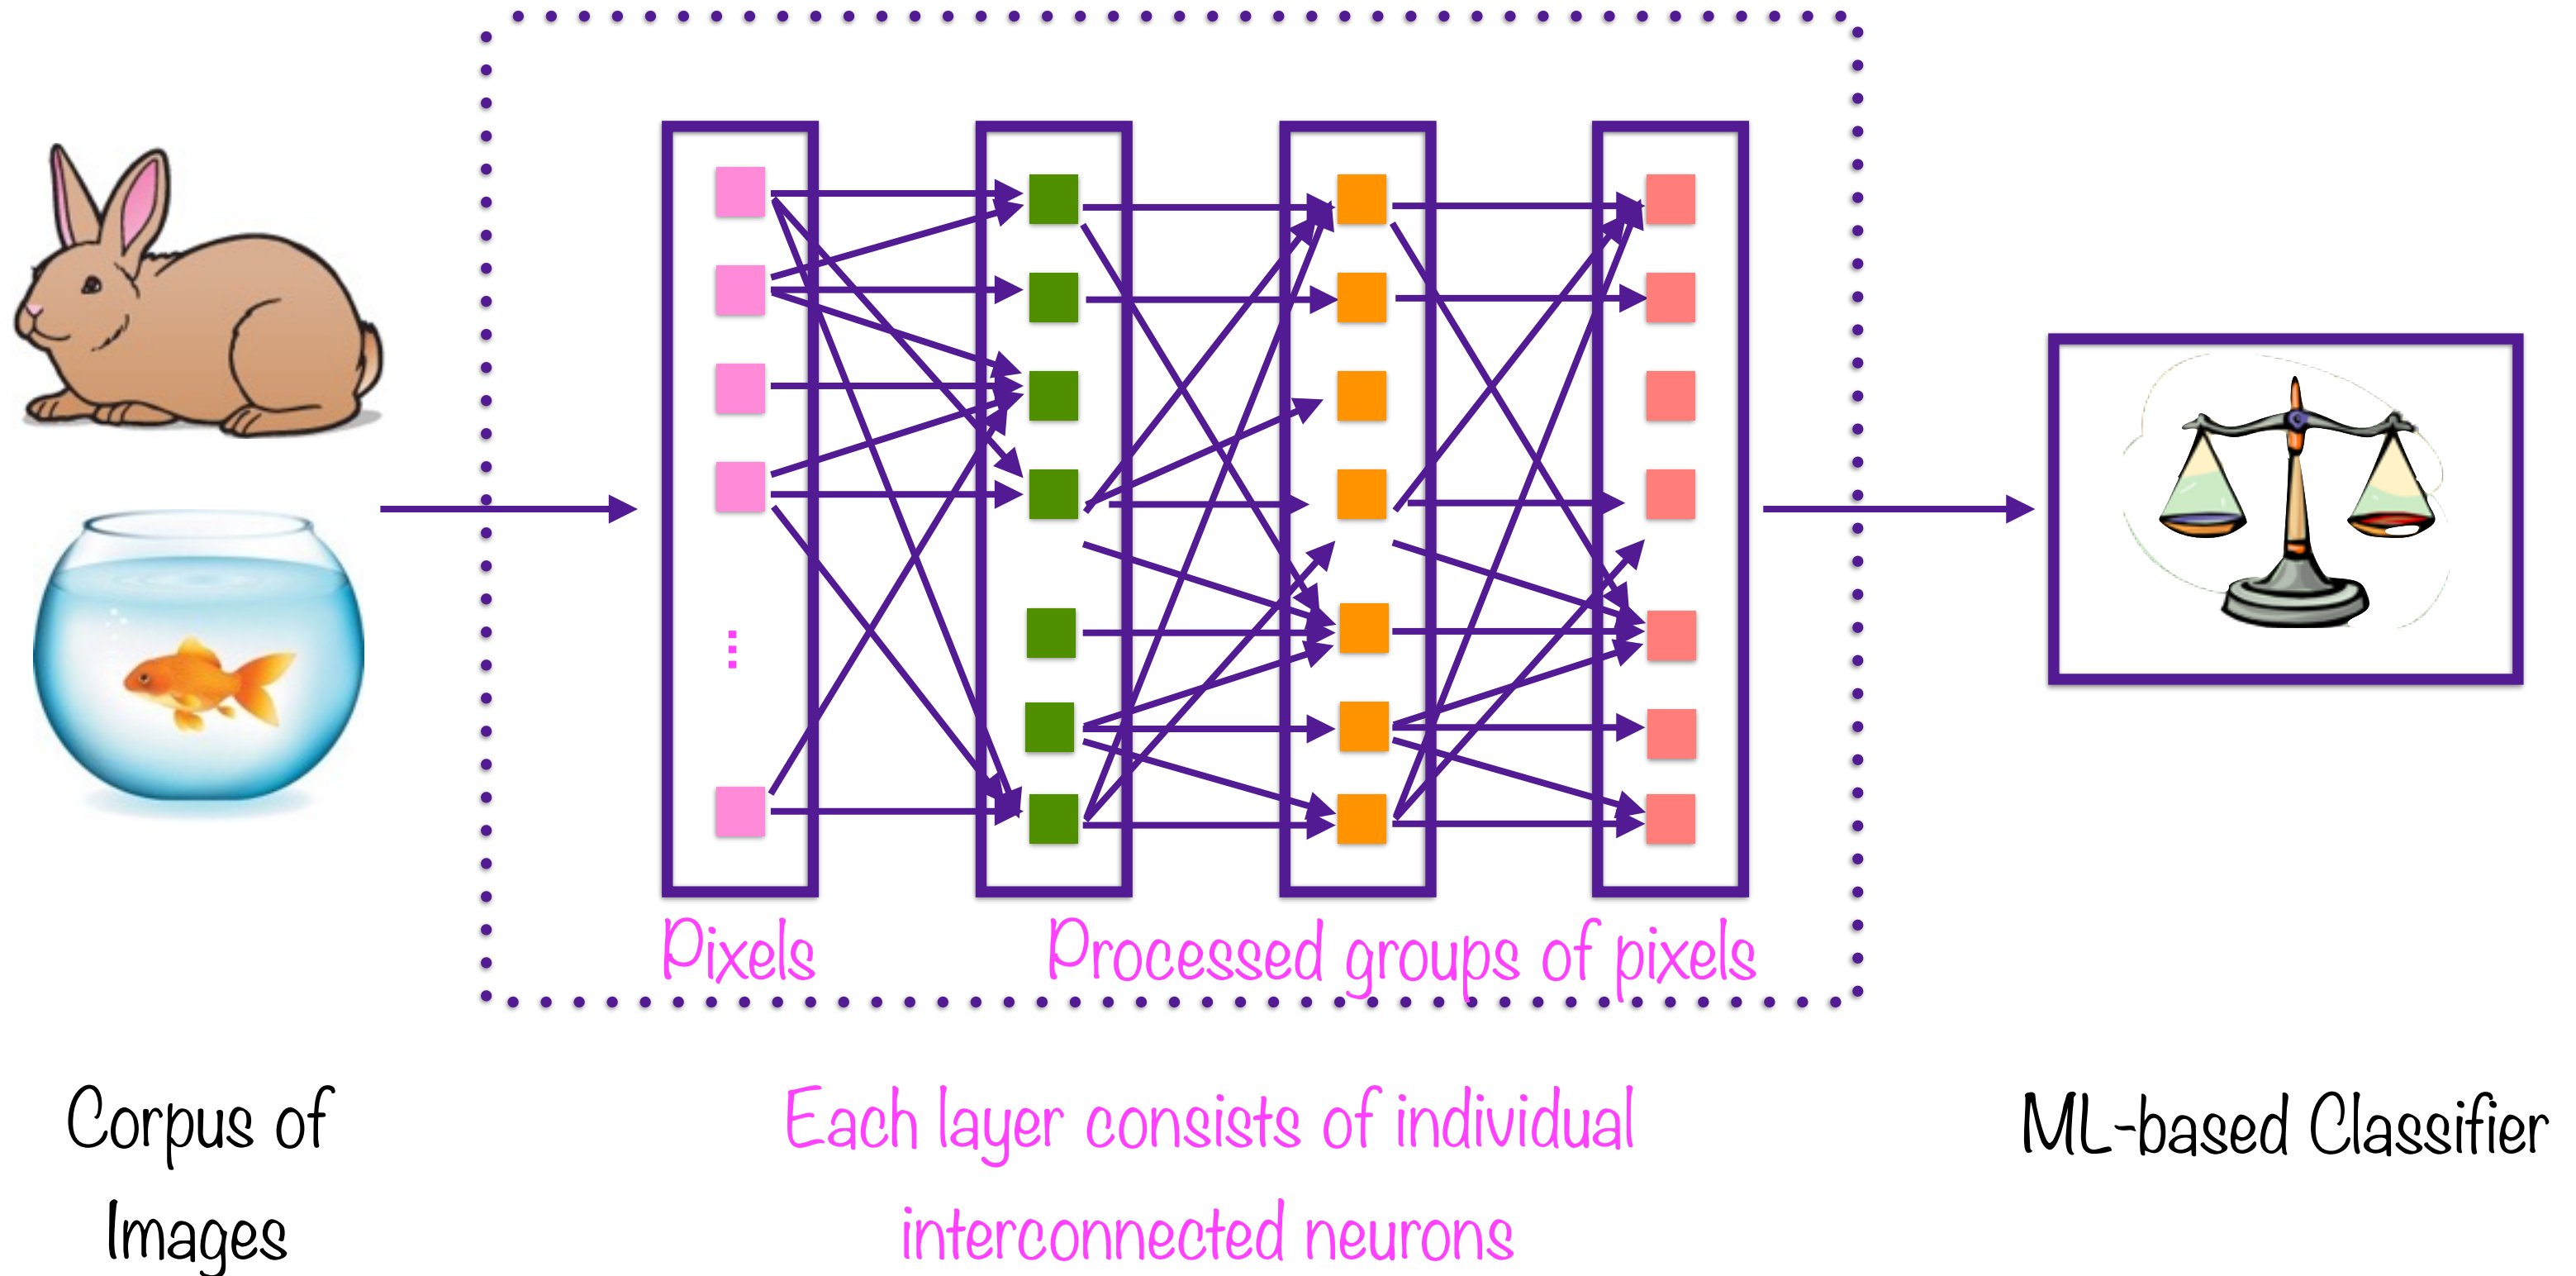 Pixels
Processed groups of pixels
Corpus of
Images
Each layer consists of individual
interconnected neurons
ML-based Classifier